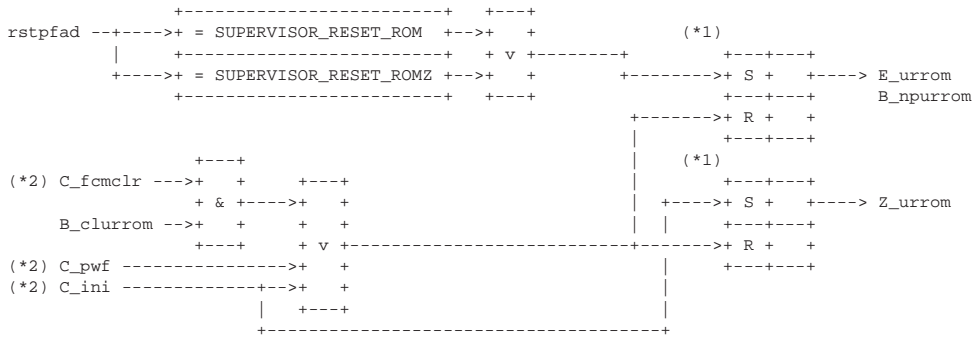 rstpfad = SUPERVISOR_RESET_ROM (*1)
v
= SUPERVISOR_RESET_ROMZ S E_urrom
B_npurrom
R
(*1)
(*2) C_fcmclr
& S Z_urrom
B_clurrom
v R
(*2) C_pwf
(*2) C_ini